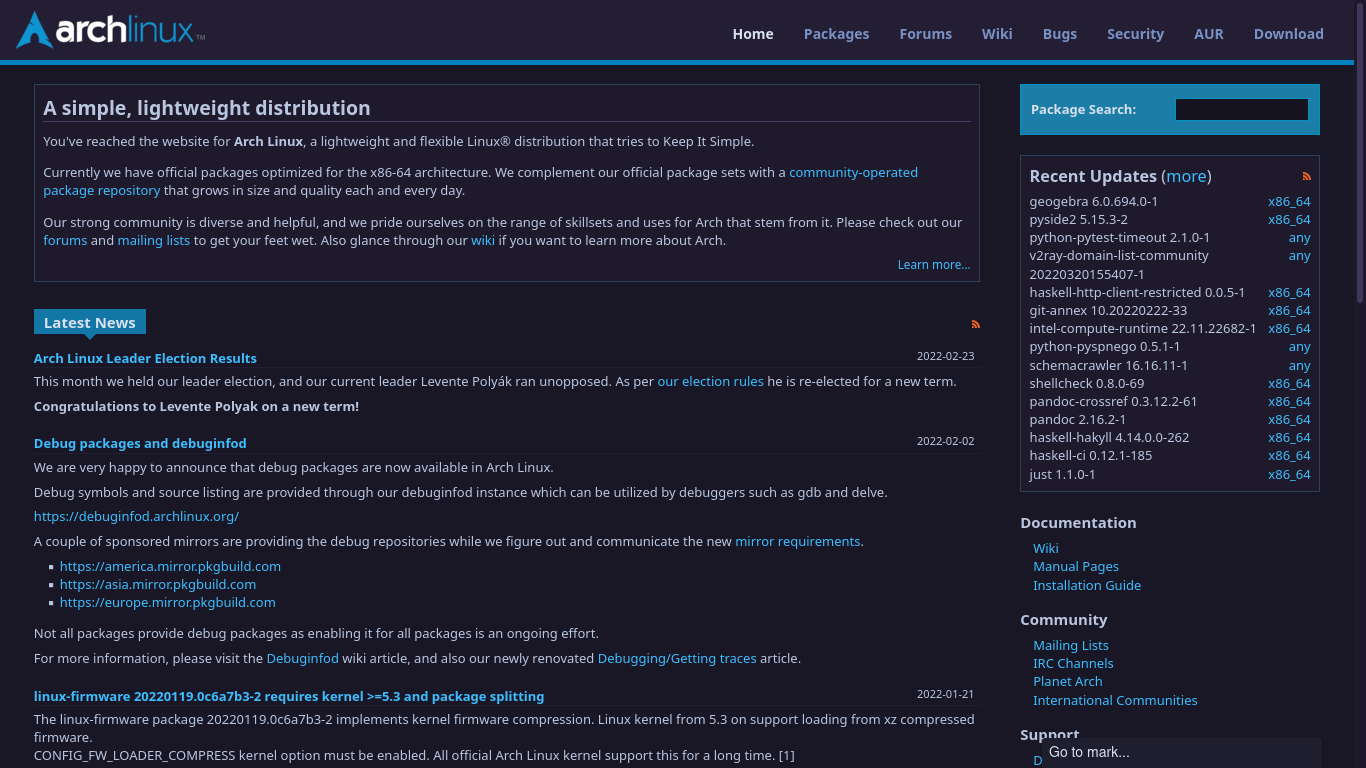 archlinux™
Home Packages Forums Wiki Bugs Security AUR Download
A simple, lightweight distribution
You've reached the website for Arch Linux, a lightweight and flexible Linux® distribution that tries to Keep It Simple.
Currently we have official packages optimized for the x86-64 architecture. We complement our official package sets with a community-operated
package repository that grows in size and quality each and every day.
Our strong community is diverse and helpful, and we pride ourselves on the range of skillsets and uses for Arch that stem from it. Please check out our
forums and mailing lists to get your feet wet. Also glance through our wiki if you want to learn more about Arch.
Learn more...
Latest News
Arch Linux Leader Election Results 2022-02-23
This month we held our leader election, and our current leader Levente Polyák ran unopposed. As per our election rules he is re-elected for a new term.
Congratulations to Levente Polyak on a new term!
Debug packages and debuginfod 2022-02-02
We are very happy to announce that debug packages are now available in Arch Linux.
Debug symbols and source listing are provided through our debuginfod instance which can be utilized by debuggers such as gdb and delve.
https://debuginfod.archlinux.org/
A couple of sponsored mirrors are providing the debug repositories while we figure out and communicate the new mirror requirements.
▪ https://america.mirror.pkgbuild.com
▪ https://asia.mirror.pkgbuild.com
▪ https://europe.mirror.pkgbuild.com
Not all packages provide debug packages as enabling it for all packages is an ongoing effort.
For more information, please visit the Debuginfod wiki article, and also our newly renovated Debugging/Getting traces article.
linux-firmware 20220119.0c6a7b3-2 requires kernel >=5.3 and package splitting 2022-01-21
The linux-firmware package 20220119.0c6a7b3-2 implements kernel firmware compression. Linux kernel from 5.3 on support loading from xz compressed
firmware.
CONFIG_FW_LOADER_COMPRESS kernel option must be enabled. All official Arch Linux kernel support this for a long time. [1]
Package Search:
Recent Updates (more)
geogebra 6.0.694.0-1 x86_64
pyside2 5.15.3-2 x86_64
python-pytest-timeout 2.1.0-1 any
v2ray-domain-list-community any
20220320155407-1
haskell-http-client-restricted 0.0.5-1 x86_64
git-annex 10.20220222-33 x86_64
intel-compute-runtime 22.11.22682-1 x86_64
python-pyspnego 0.5.1-1 any
schemacrawler 16.16.11-1 any
shellcheck 0.8.0-69 x86_64
pandoc-crossref 0.3.12.2-61 x86_64
pandoc 2.16.2-1 x86_64
haskell-hakyll 4.14.0.0-262 x86_64
haskell-ci 0.12.1-185 x86_64
just 1.1.0-1 x86_64
Documentation
Wiki
Manual Pages
Installation Guide
Community
Mailing Lists
IRC Channels
Planet Arch
International Communities
Support
Go to mark...